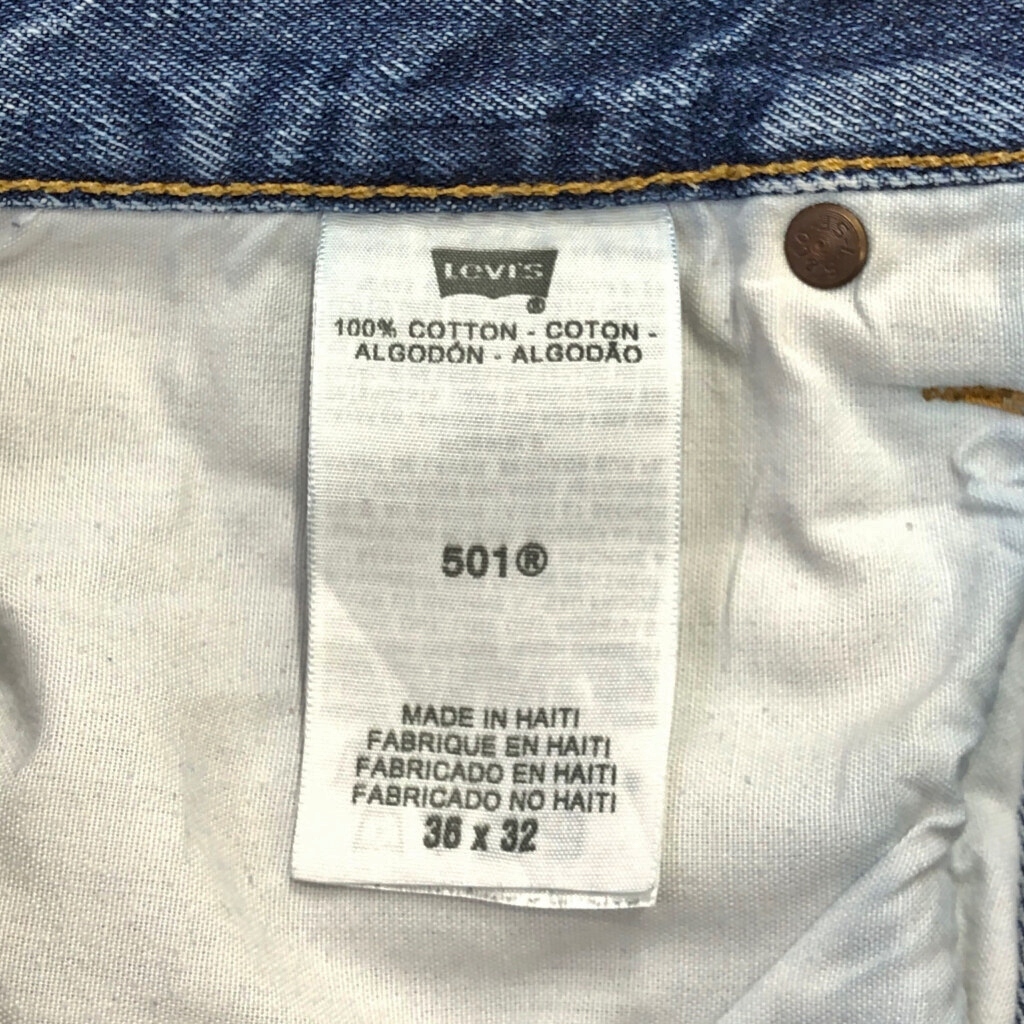 Levi's
®
100% COTTON - COTON -
ALGODÓN - ALGODÃO
501®
MADE IN HAITI
FABRIQUE EN HAITI
FABRICADO EN HAITI
FABRICADO NO HAITI
36 x 32